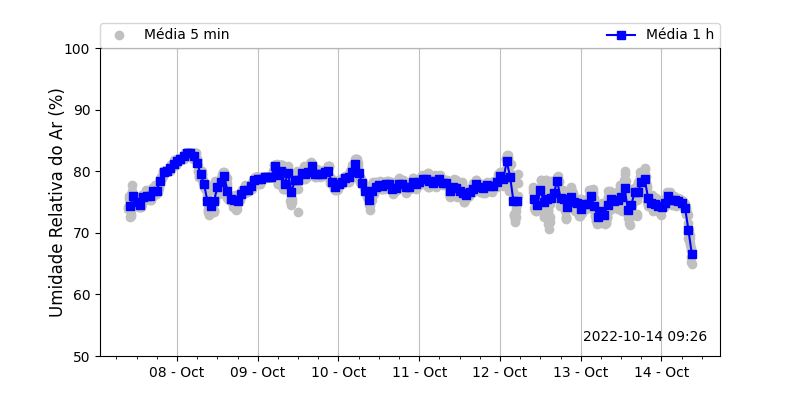 Média 5 min Média 1 h
100
90
80
70
60
50
Umidade Relativa do Ar (%)
2022-10-14 09:26
08 - Oct 09 - Oct 10 - Oct 11 - Oct 12 - Oct 13 - Oct 14 - Oct